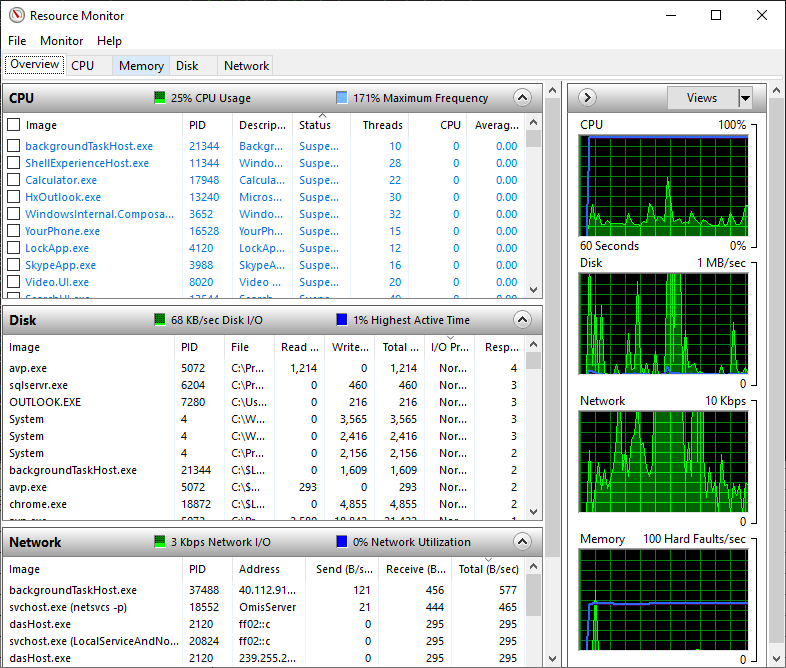 Resource Monitor
File Monitor Help
Overview CPU Memory Disk Network
CPU 25% CPU Usage 171% Maximum Frequency
Image PID Descrip... Status Threads CPU Averag...
backgroundTaskHost.exe 21344 Backgr... Suspe... 10 0 0.00
ShellExperienceHost.exe 11344 Windo... Suspe... 28 0 0.00
Calculator.exe 17948 Calcula... Suspe... 22 0 0.00
HxOutlook.exe 13240 Micros... Suspe... 30 0 0.00
WindowsInternal.Composa... 3652 Windo... Suspe... 32 0 0.00
YourPhone.exe 16528 YourPh... Suspe... 15 0 0.00
LockApp.exe 4120 LockAp... Suspe... 12 0 0.00
SkypeApp.exe 3988 SkypeA... Suspe... 16 0 0.00
Video.UI.exe 8020 Video ... Suspe... 20 0 0.00
Disk 68 KB/sec Disk I/O 1% Highest Active Time
Image PID File Read ... Write... Total ... I/O Pr... Resp...
avp.exe 5072 C:\Pr... 1,214 0 1,214 Nor... 4
sqlservr.exe 6204 C:\Pr... 0 460 460 Nor... 3
OUTLOOK.EXE 7280 C:\Us... 0 216 216 Nor... 3
System 4 C:\W... 0 3,565 3,565 Nor... 3
System 4 C:\W... 0 2,416 2,416 Nor... 3
System 4 C:\Pr... 0 2,156 2,156 Nor... 2
backgroundTaskHost.exe 21344 C:\$L... 0 1,609 1,609 Nor... 2
avp.exe 5072 C:\$... 293 0 293 Nor... 2
chrome.exe 18872 C:\$L... 0 4,855 4,855 Nor... 2
Network 3 Kbps Network I/O 0% Network Utilization
Image PID Address Send (B/s... Receive (B... Total (B/sec)
backgroundTaskHost.exe 37488 40.112.91... 121 456 577
svchost.exe (netsvcs -p) 18552 OmisServer 21 444 465
dasHost.exe 2120 ff02::c 0 295 295
svchost.exe (LocalServiceAndNo... 20824 ff02::c 0 295 295
dasHost.exe 2120 239.255.2... 0 295 295
Views
CPU 100%
60 Seconds 0%
Disk 1 MB/sec
0
Network 10 Kbps
0
Memory 100 Hard Faults/sec
0